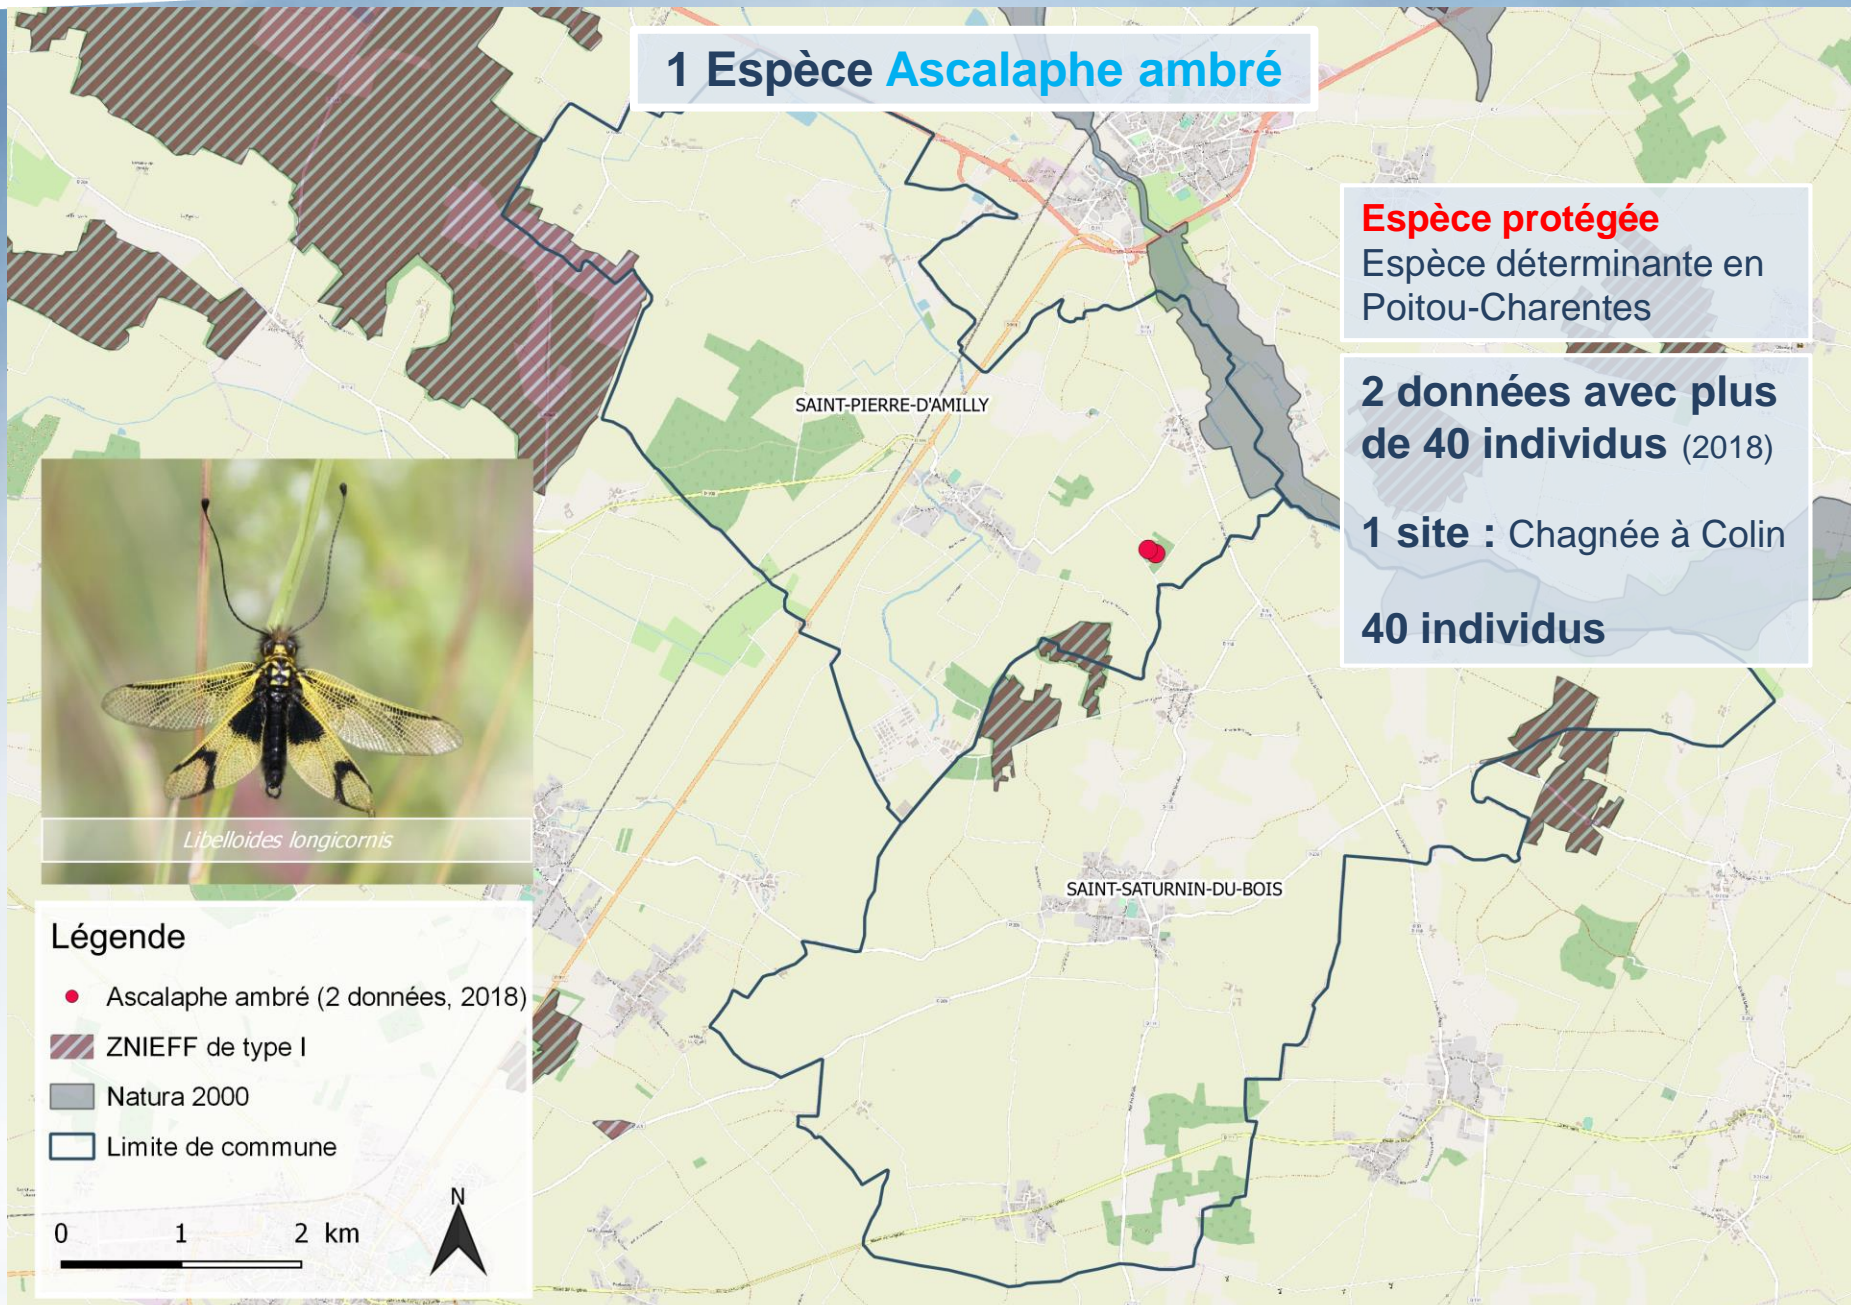 1 Espèce Ascalaphe ambré
Espèce protégée
Espèce déterminante en
Poitou-Charentes
2 données avec plus
de 40 individus (2018)
1 site : Chagnée à Colin
40 individus
SAINT-PIERRE-D'AMILLY
SAINT-SATURNIN-DU-BOIS
Libelloides longicornis
Légende
Ascalaphe ambré (2 données, 2018)
ZNIEFF de type I
Natura 2000
Limite de commune
N
0 1 2 km